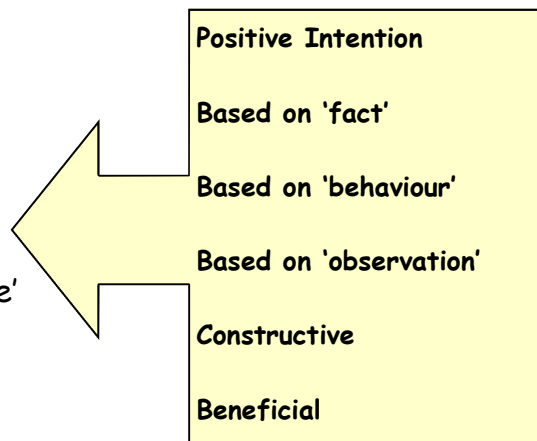 Positive Intention
Based on ‘fact’
Based on ‘behaviour’
Based on ‘observation’
e’
Constructive
Beneficial